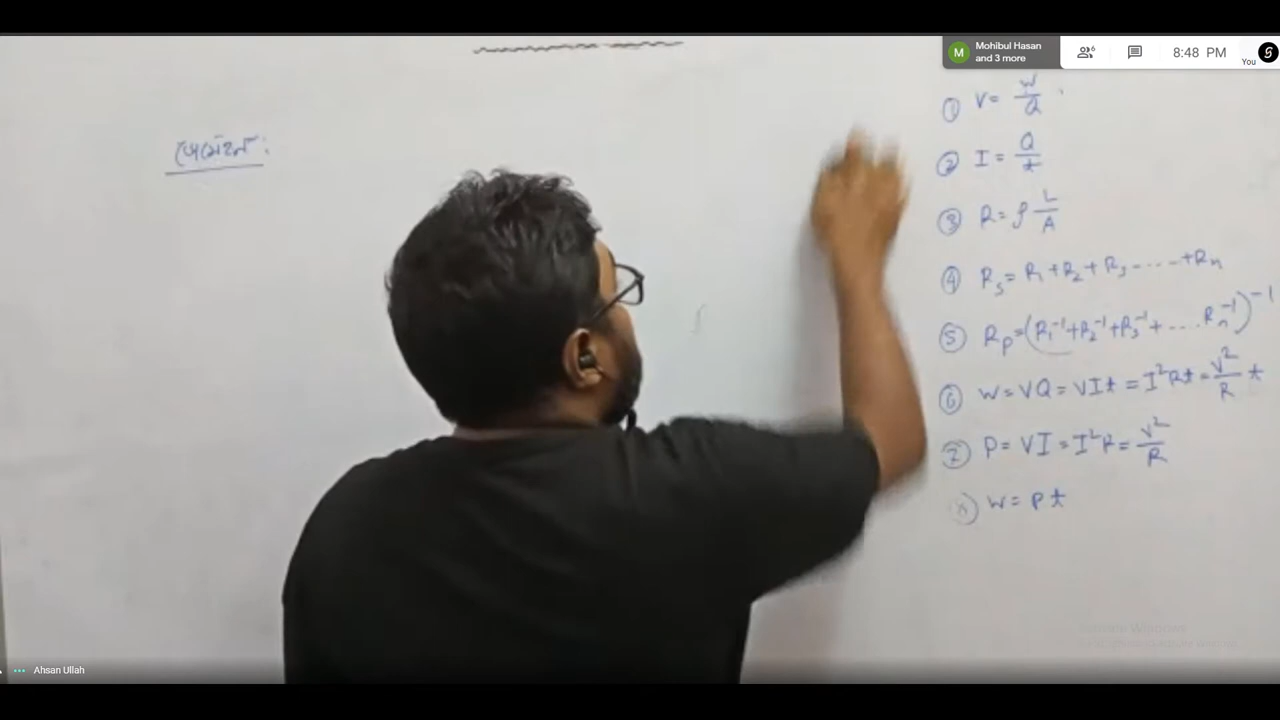 Mohibul Hasan
and 3 more
6
8:48 PM
You
① V = W/Q
② I = Q/t
③ R = ρ L/A
④ Rs = R1 + R2 + R3 ..... + Rn
⑤ Rp = (R1^-1 + R2^-1 + R3^-1 + .... Rn^-1)^-1
⑥ W = VQ = VIt = I²Rt = V²/R t
⑦ P = VI = I²R = V²/R
W = Pt
Ahsan Ullah